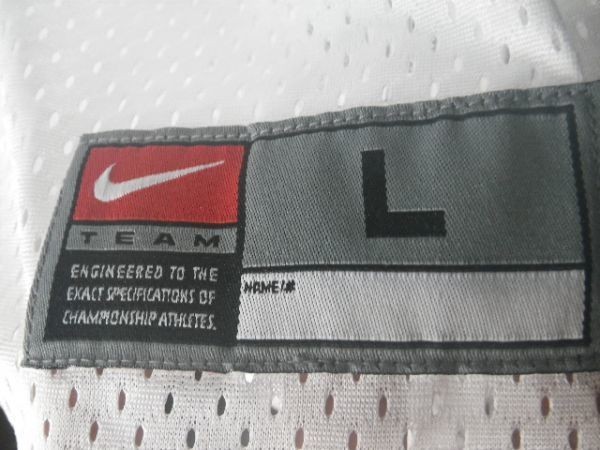 TEAM
ENGINEERED TO THE
EXACT SPECIFICATIONS OF
CHAMPIONSHIP ATHLETES.
L
NAME/#